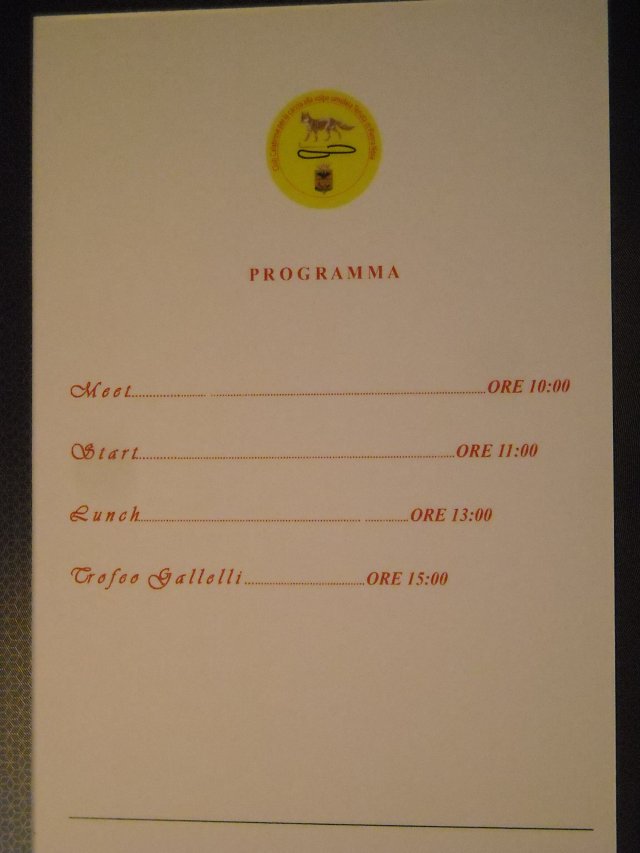 PROGRAMMA
Meet ORE 10:00
Start ORE 11:00
Lunch ORE 13:00
Trofeo Gallelli ORE 15:00